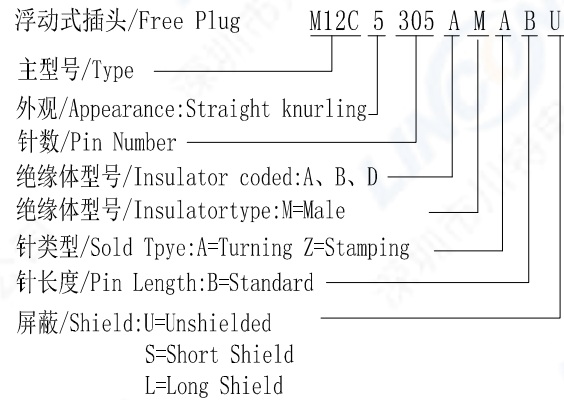 浮动式插头/Free Plug M12C 5 305 A M A B U
主型号/Type
外观/Appearance:Straight knurling
针数/Pin Number
绝缘体型号/Insulator coded:A、B、D
绝缘体型号/Insulatortype:M=Male
针类型/Sold Tpye:A=Turning Z=Stamping
针长度/Pin Length:B=Standard
屏蔽/Shield:U=Unshielded
S=Short Shield
L=Long Shield